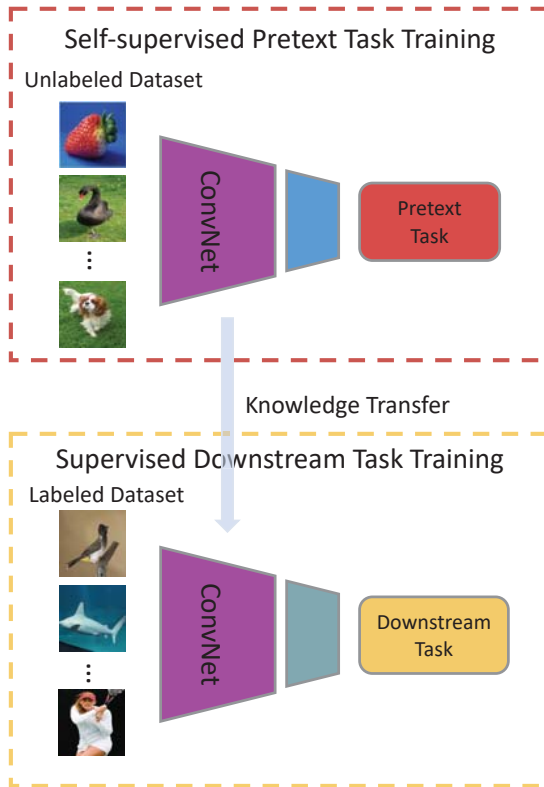 Self-supervised Pretext Task Training
Unlabeled Dataset
ConvNet
Pretext
Task
...
Knowledge Transfer
Supervised Downstream Task Training
Labeled Dataset
ConvNet
Downstream
Task
...